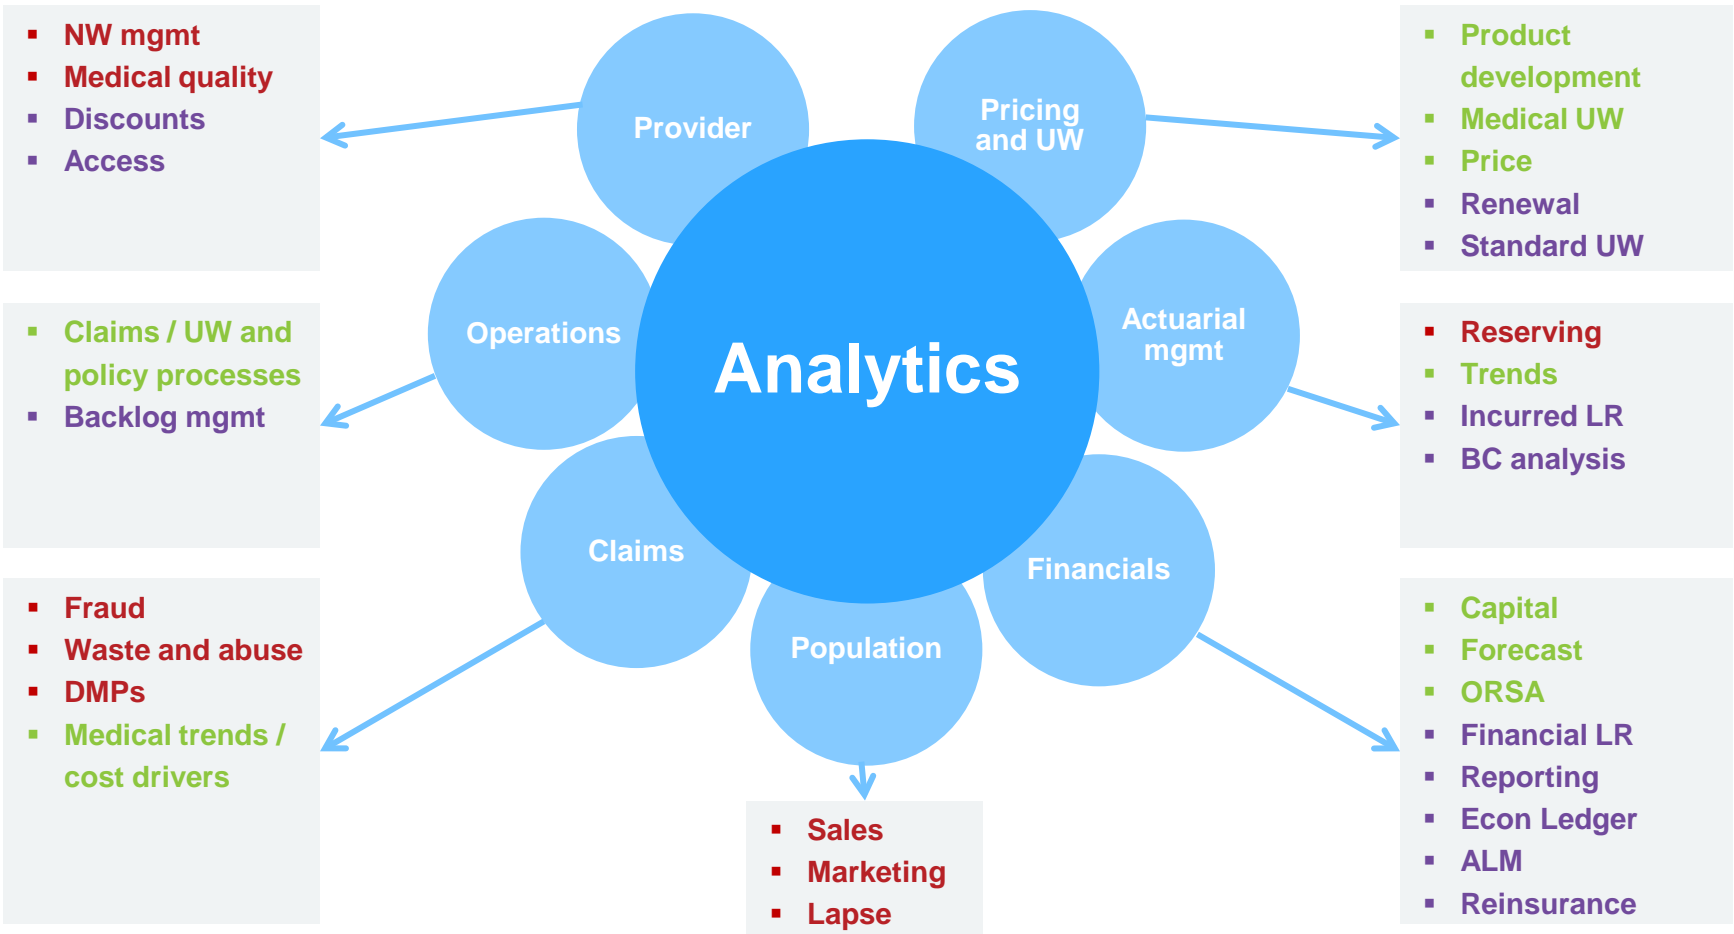 NW mgmt
Medical quality
Discounts
Access
Provider
Pricing
and UW
Product
development
Medical UW
Price
Renewal
Standard UW
Claims / UW and
policy processes
Backlog mgmt
Operations
Analytics
Actuarial
mgmt
Reserving
Trends
Incurred LR
BC analysis
Fraud
Waste and abuse
DMPs
Medical trends /
cost drivers
Claims
Population
Financials
Sales
Marketing
Lapse
Capital
Forecast
ORSA
Financial LR
Reporting
Econ Ledger
ALM
Reinsurance